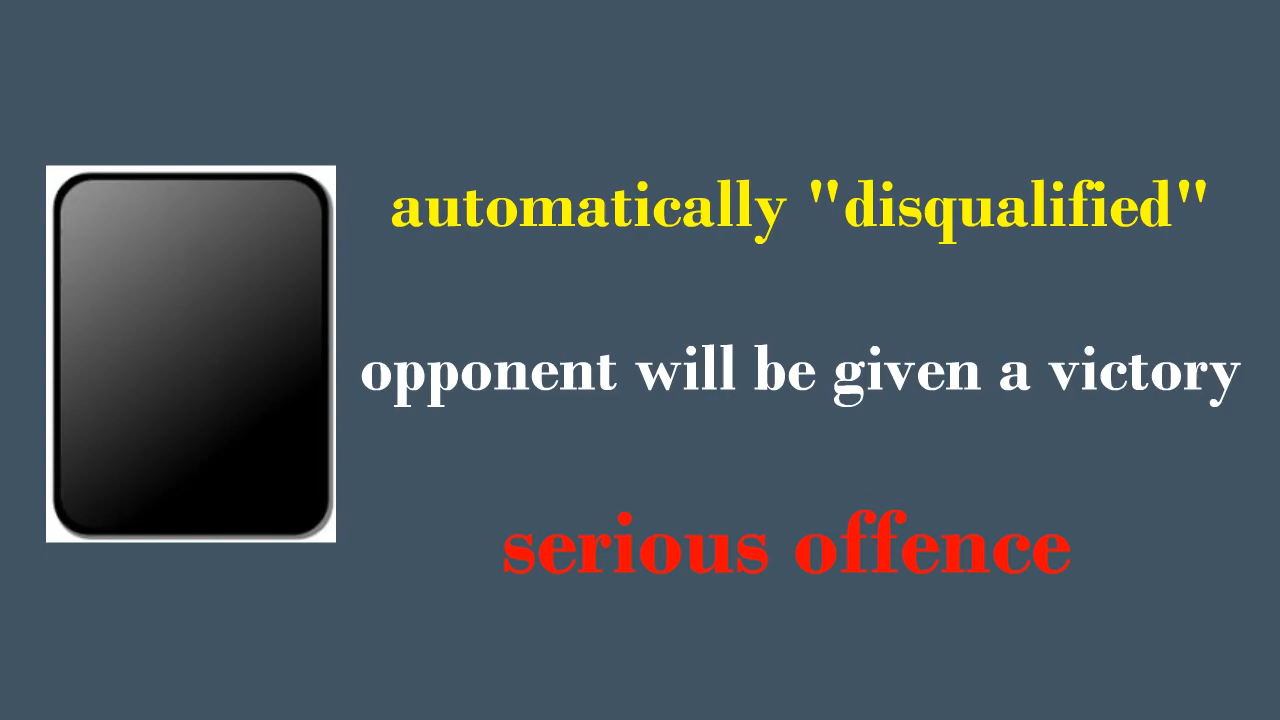 automatically "disqualified"
opponent will be given a victory
serious offence